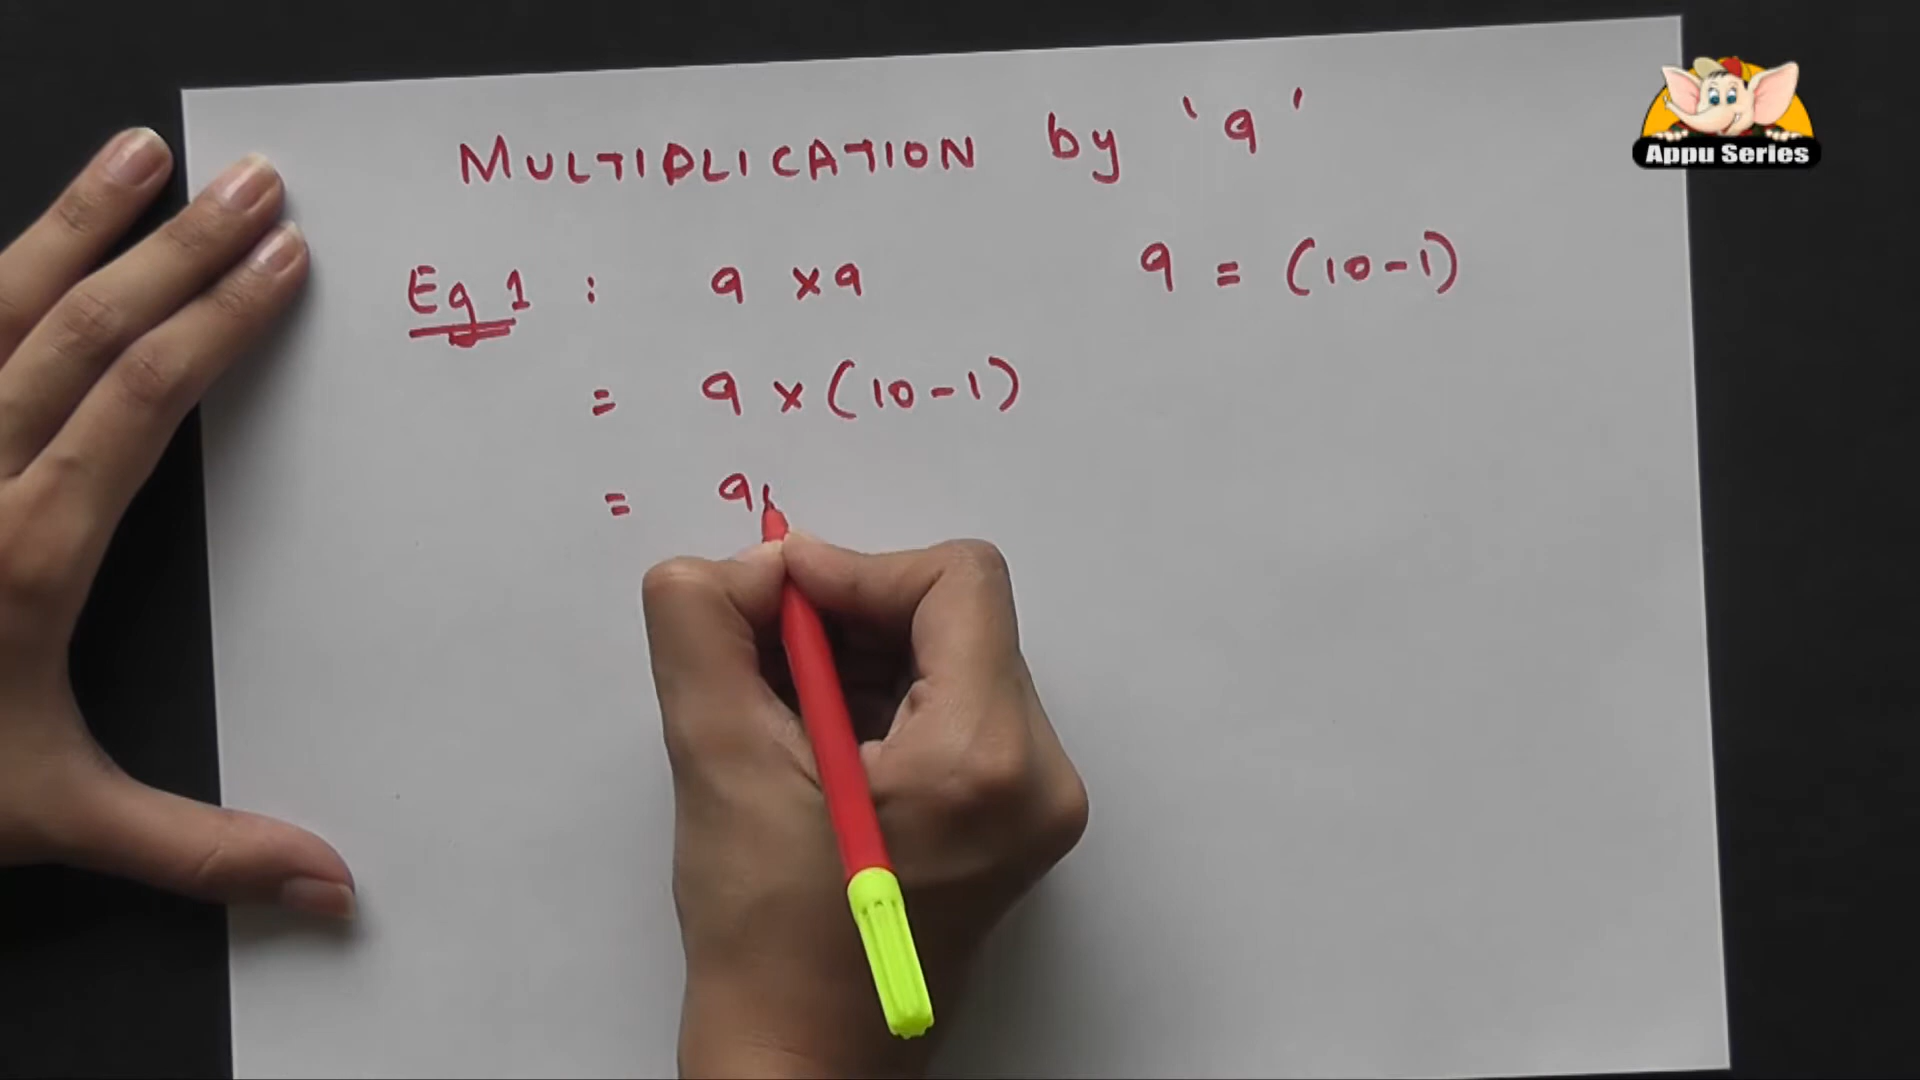 MULTIPLICATION by '9'
Eg 1 : 9 × 9
9 = (10-1)
= 9 × (10-1)
= 9
Appu Series